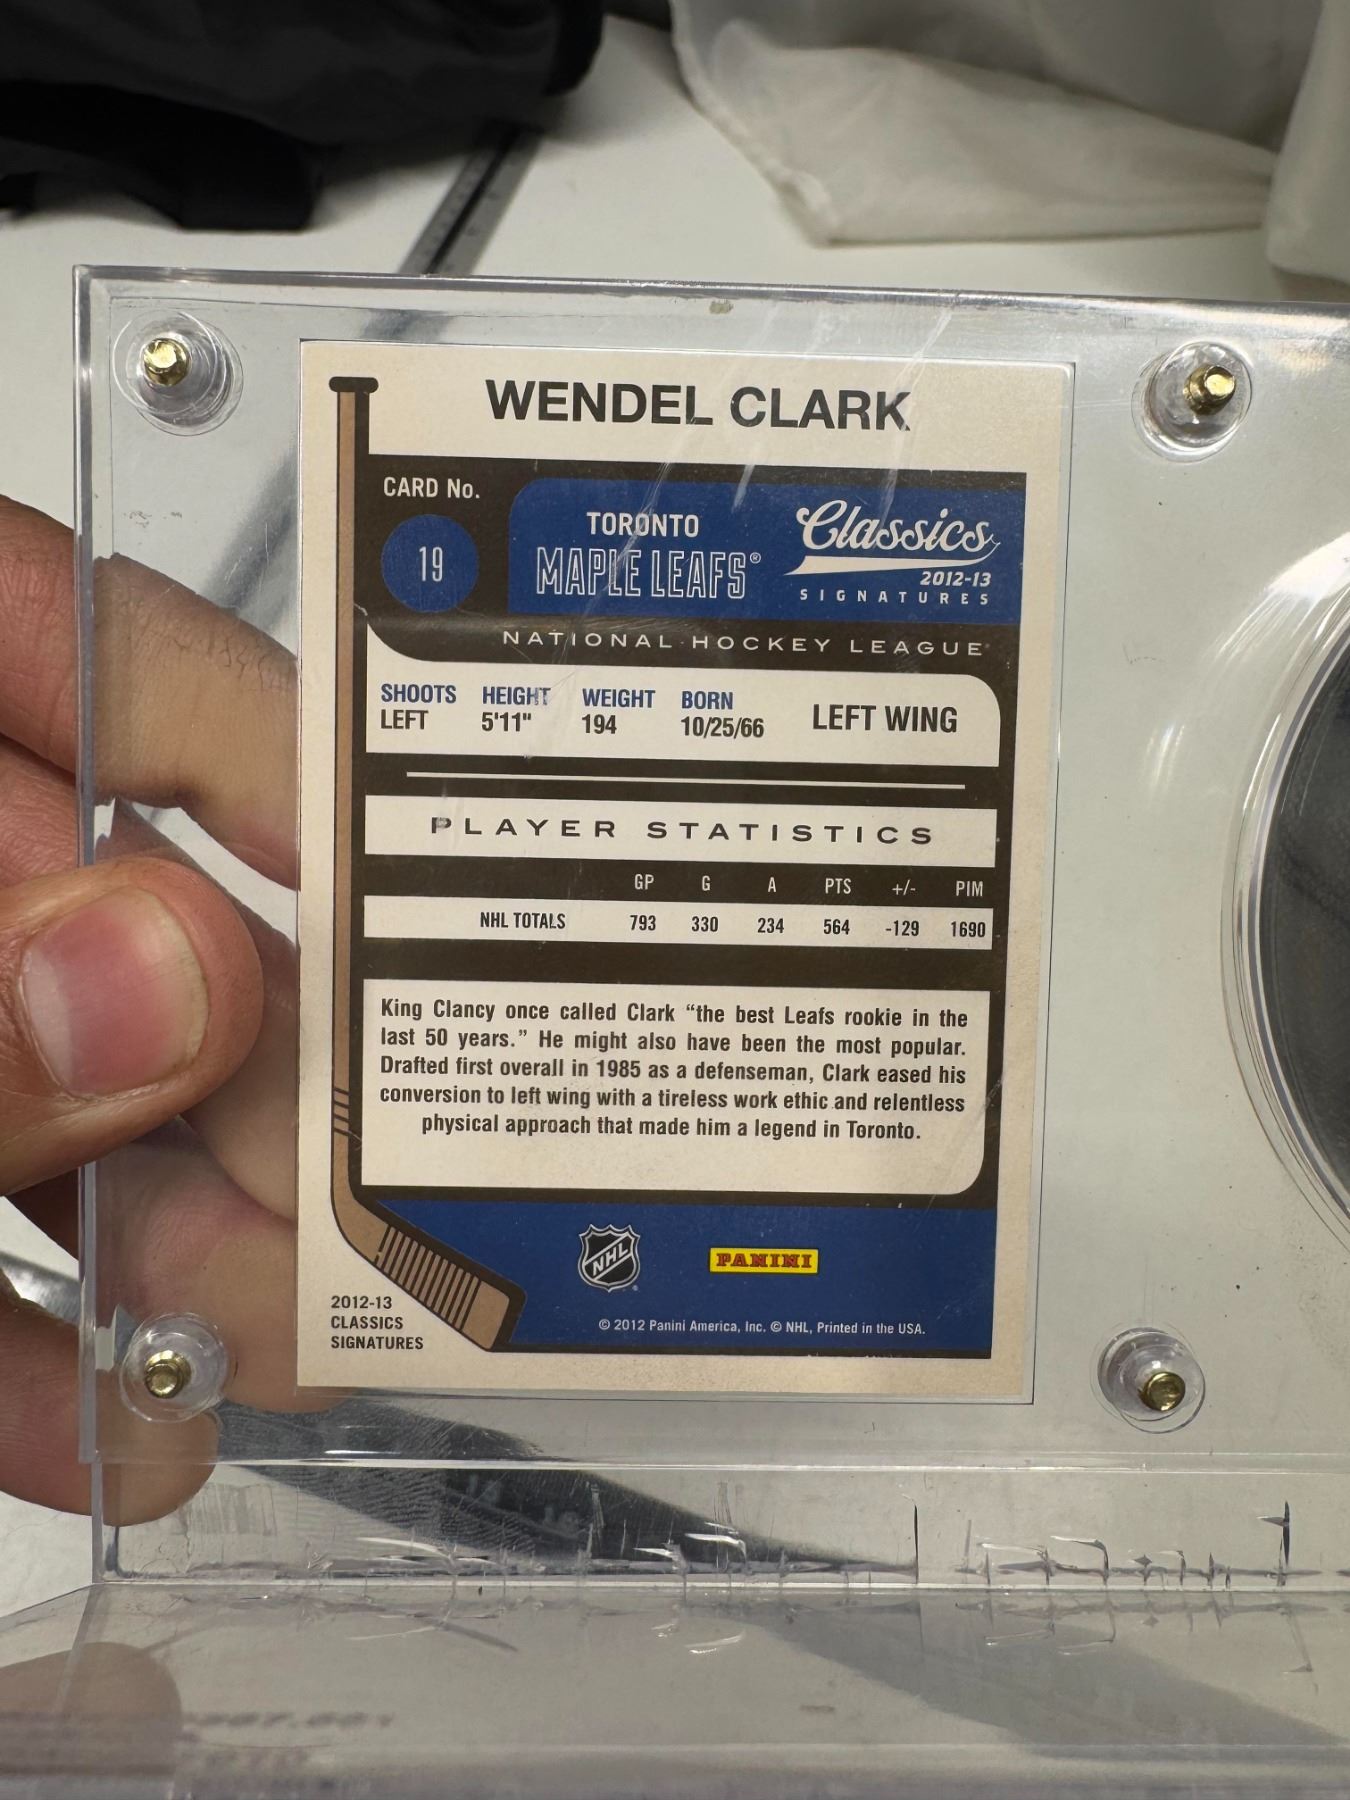 WENDEL CLARK
CARD No.
19
TORONTO
MAPLE LEAFS®
Classics
2012-13
SIGNATURES
NATIONAL HOCKEY LEAGUE
SHOOTS HEIGHT WEIGHT BORN
LEFT 5'11" 194 10/25/66
LEFT WING
PLAYER STATISTICS
GP G A PTS +/- PIM
NHL TOTALS 793 330 234 564 -129 1690
King Clancy once called Clark “the best Leafs rookie in the
last 50 years.” He might also have been the most popular.
Drafted first overall in 1985 as a defenseman, Clark eased his
conversion to left wing with a tireless work ethic and relentless
physical approach that made him a legend in Toronto.
NHL
PANINI
2012-13
CLASSICS
SIGNATURES
© 2012 Panini America, Inc. © NHL, Printed in the USA.